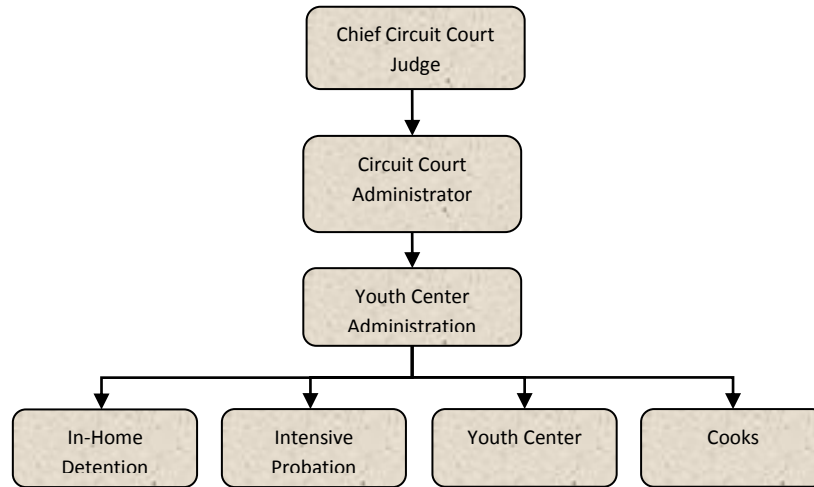 Chief Circuit Court
Judge
Circuit Court
Administrator
Youth Center
Administration
In-Home
Detention
Intensive
Probation
Youth Center
Cooks